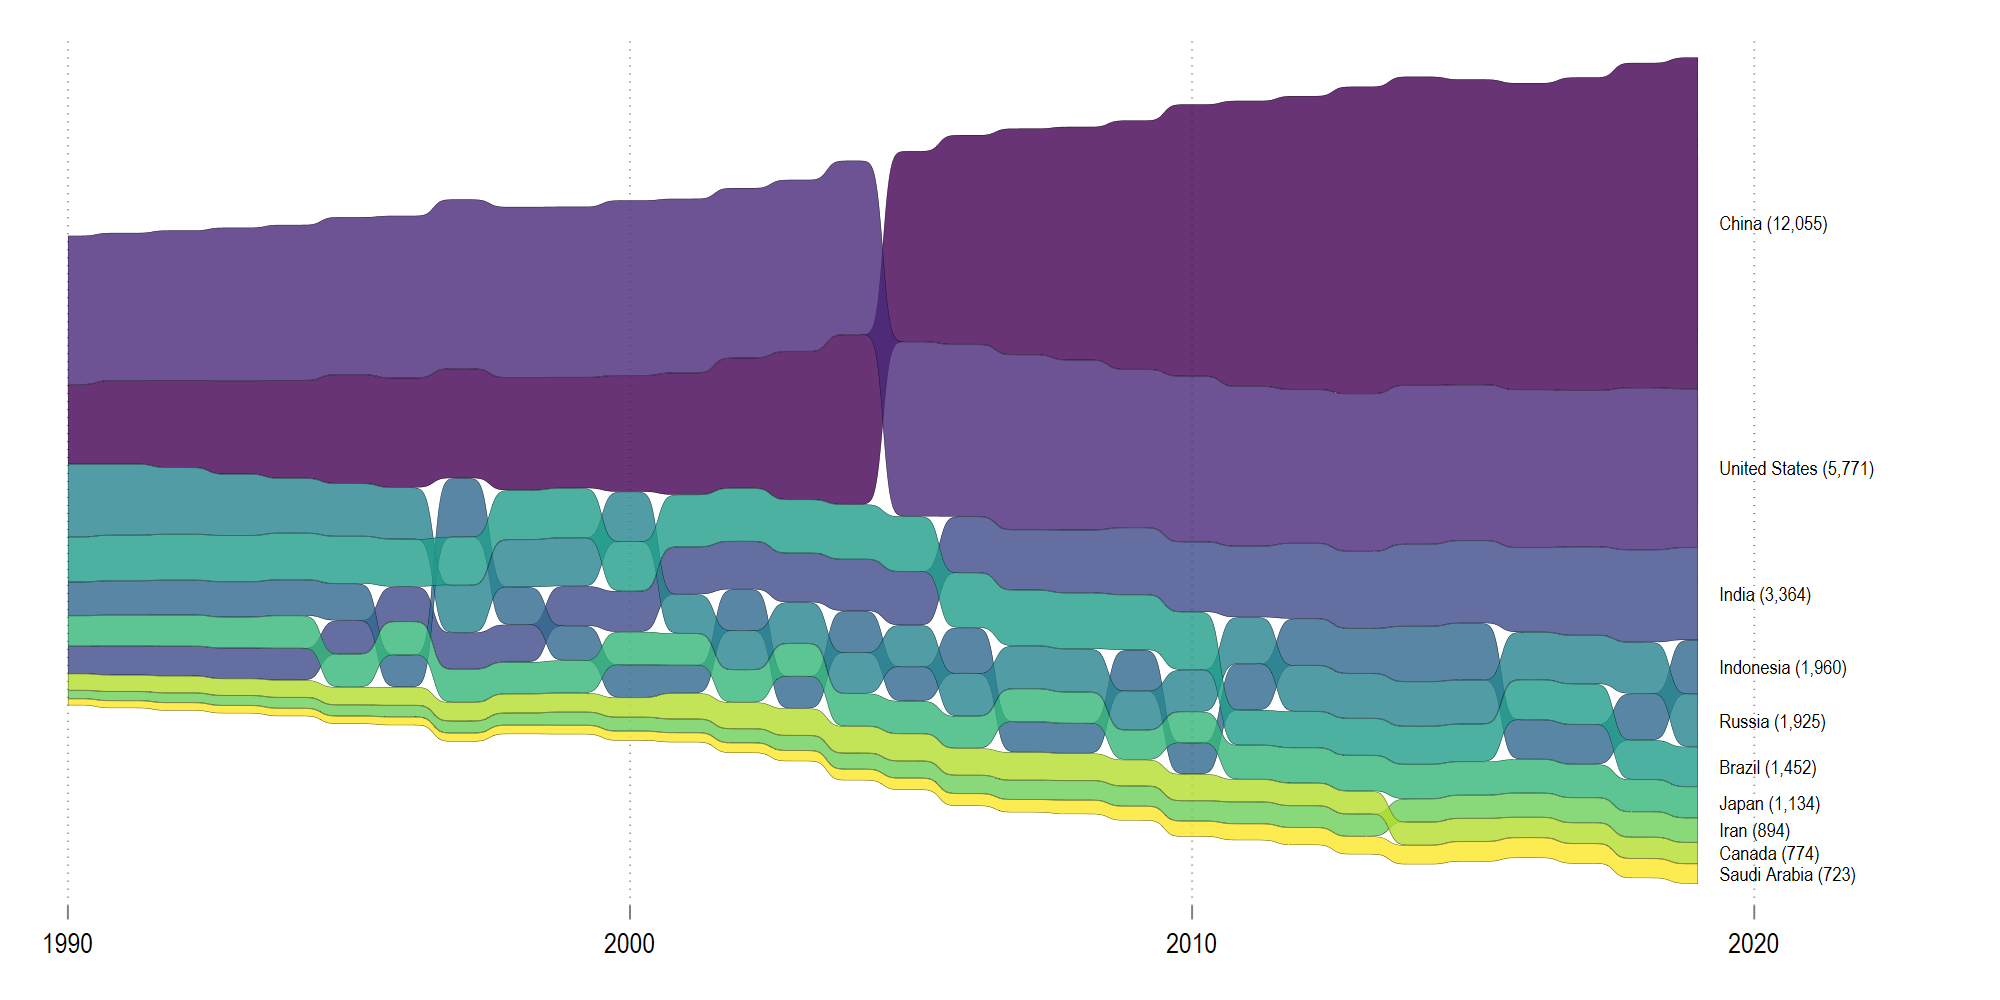 China (12,055)
United States (5,771)
India (3,364)
Indonesia (1,960)
Russia (1,925)
Brazil (1,452)
Japan (1,134)
Iran (894)
Canada (774)
Saudi Arabia (723)
1990 2000 2010 2020